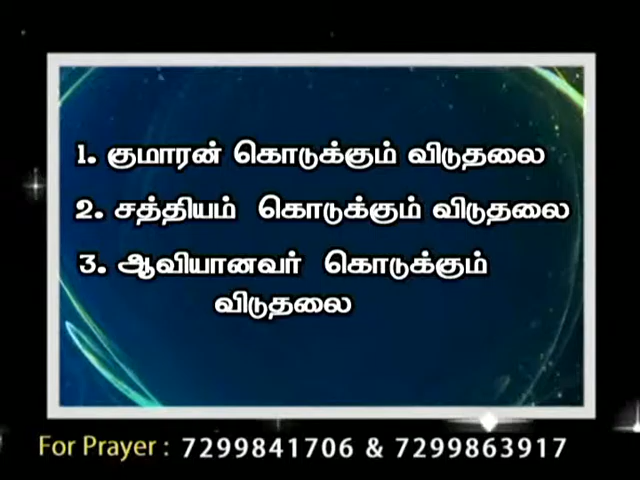 1. குமாரன் கொடுக்கும் விடுதலை
2. சத்தியம் கொடுக்கும் விடுதலை
3. ஆவியானவர் கொடுக்கும்
விடுதலை
For Prayer : 7299841706 & 7299863917